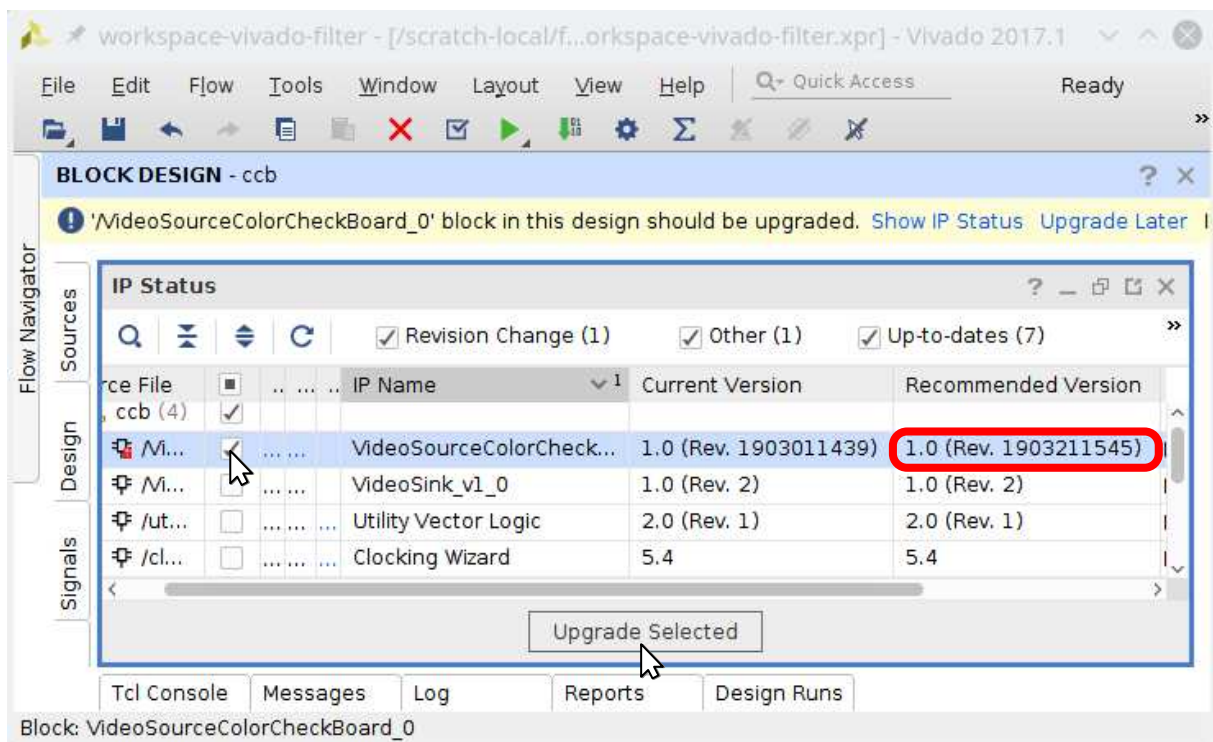 workspace-vivado-filter - [/scratch-local/f...orkspace-vivado-filter.xpr] - Vivado 2017.1
File Edit Flow Tools Window Layout View Help Quick Access Ready
BLOCK DESIGN - ccb
'/VideoSourceColorCheckBoard_0' block in this design should be upgraded. Show IP Status Upgrade Later
Flow Navigator
Sources
Design
Signals
IP Status
Revision Change (1) Other (1) Up-to-dates (7)
rce File .. ... .. IP Name 1 Current Version Recommended Version
ccb (4)
/Vi... ... ... VideoSourceColorCheck... 1.0 (Rev. 1903011439) 1.0 (Rev. 1903211545)
/Vi... ... ... VideoSink_v1_0 1.0 (Rev. 2) 1.0 (Rev. 2)
/ut... ... ... ... Utility Vector Logic 2.0 (Rev. 1) 2.0 (Rev. 1)
/cl... ... ... ... Clocking Wizard 5.4 5.4
Upgrade Selected
Tcl Console Messages Log Reports Design Runs
Block: VideoSourceColorCheckBoard_0